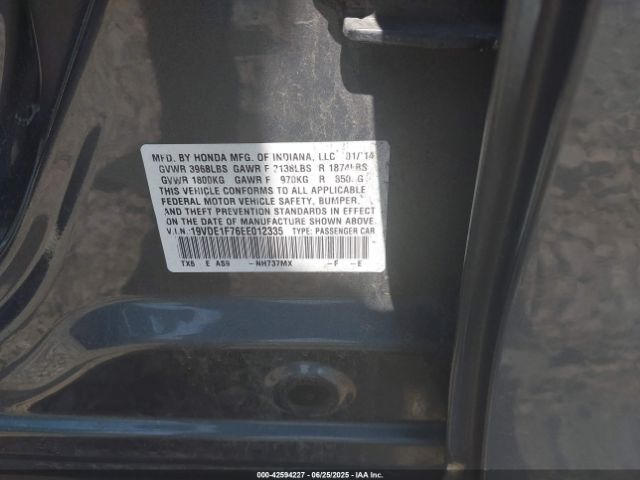 MFD. BY HONDA MFG. OF INDIANA, LLC 01/14
GVWR 3968LBS GAWR F 2138LBS R 1874LBS
GVWR 1800KG GAWR F 970KG R 850 G
THIS VEHICLE CONFORMS TO ALL APPLICABLE
FEDERAL MOTOR VEHICLE SAFETY, BUMPER,
AND THEFT PREVENTION STANDARDS IN EFFECT
ON THE DATE OF MANUFACTURE SHOWN ABOVE.
V.I.N.: 19VDE1F76EE012335 TYPE: PASSENGER CAR
TX6 E AS9 -NH737MX -F -E
000-42594227 - 06/25/2025 - IAA Inc.